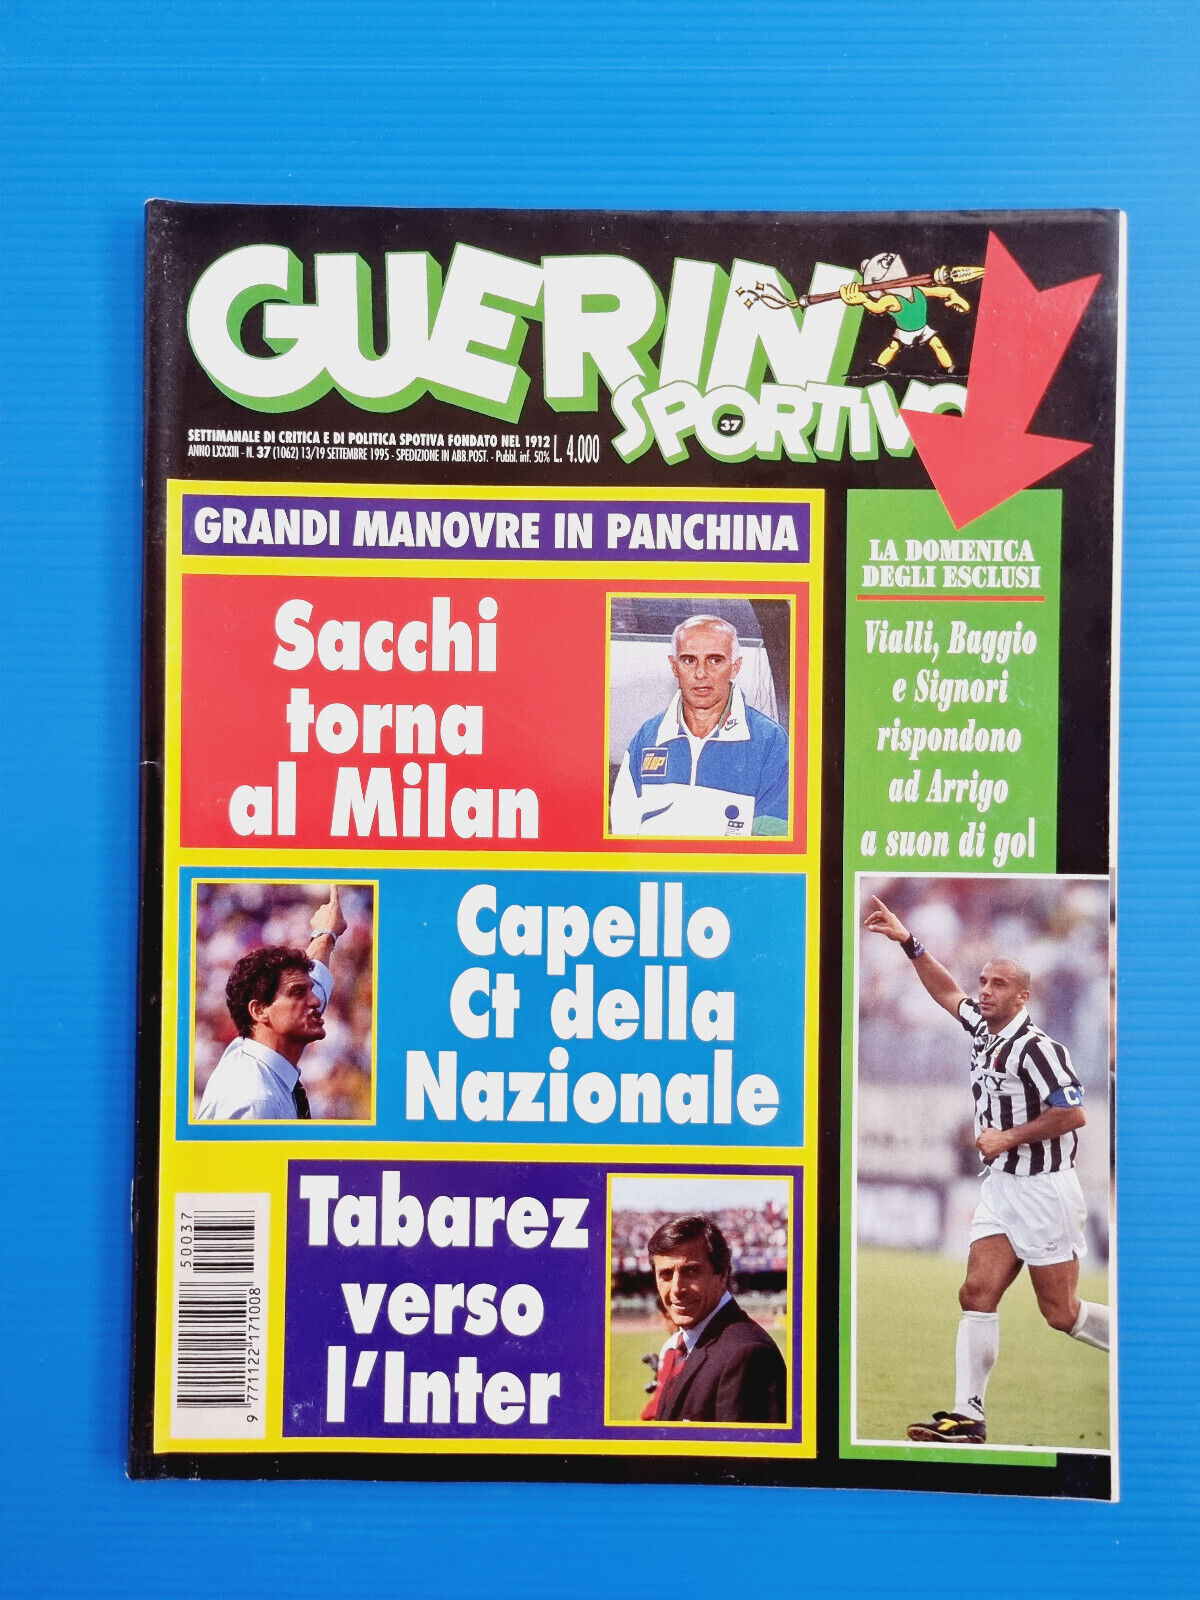 GUERIN
SPORTIVO
37
SETTIMANALE DI CRITICA E DI POLITICA SPOTIVA FONDATO NEL 1912
ANNO LXXXIII - N. 37 (1062) 13/19 SETTEMBRE 1995 - SPEDIZIONE IN ABB.POST. - Pubbl. inf. 50%
L. 4.000
GRANDI MANOVRE IN PANCHINA
Sacchi
torna
al Milan
IP
Capello
Ct della
Nazionale
Tabarez
verso
l'Inter
50037
9 771122 171008
LA DOMENICA
DEGLI ESCLUSI
Vialli, Baggio
e Signori
rispondono
ad Arrigo
a suon di gol
C